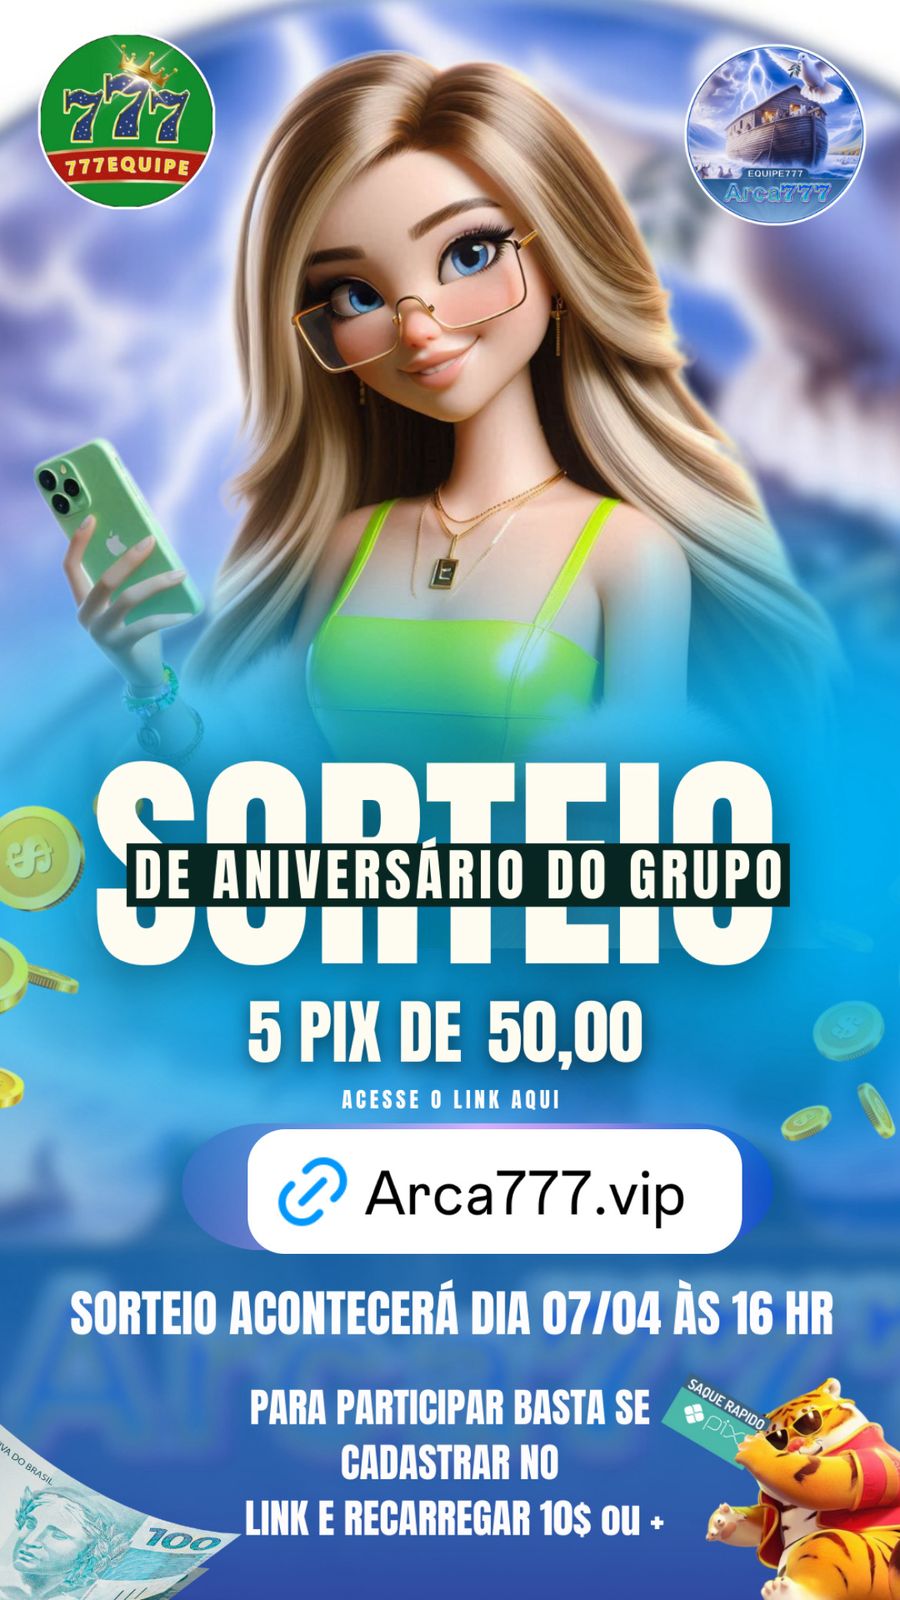 777
777EQUIPE
EQUIPE777
Arca777
E
SORTEIO
DE ANIVERSÁRIO DO GRUPO
5 PIX DE 50,00
ACESSE O LINK AQUI
Arca777.vip
SORTEIO ACONTECERÁ DIA 07/04 ÀS 16 HR
PARA PARTICIPAR BASTA SE
CADASTRAR NO
LINK E RECARREGAR 10$ ou +
SAQUE RAPIDO
pix
DO BRASIL
100